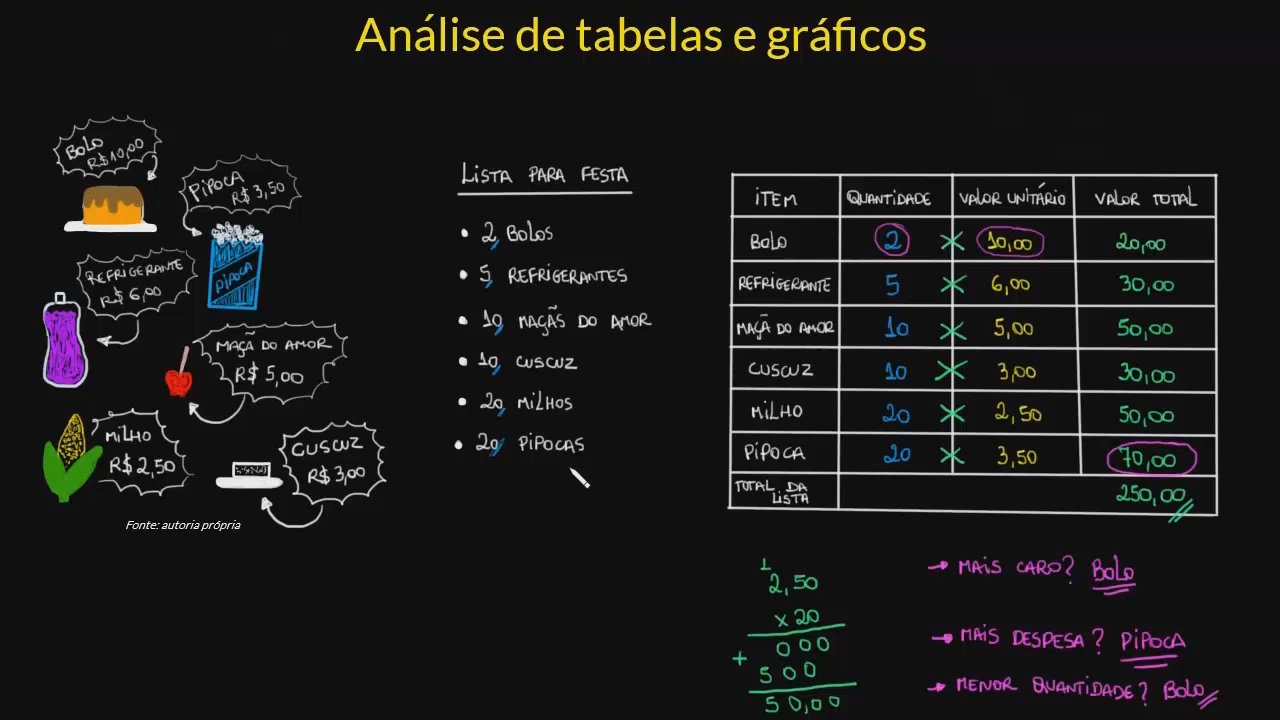 Análise de tabelas e gráficos
BOLO
R$10,00
PIPOCA
R$3,50
PIPOCA
REFRIGERANTE
R$6,00
MAÇÃ DO AMOR
R$5,00
MILHO
R$2,50
CUSCUZ
R$3,00
Fonte: autoria própria
LISTA PARA FESTA
• 2, BOLOS
• 5, REFRIGERANTES
• 10, MAÇÃS DO AMOR
• 10, CUSCUZ
• 20, MILHOS
• 20, PIPOCAS
ITEM QUANTIDADE VALOR UNITÁRIO VALOR TOTAL
BOLO 2 × 10,00 20,00
REFRIGERANTE 5 × 6,00 30,00
MAÇÃ DO AMOR 10 × 5,00 50,00
CUSCUZ 10 × 3,00 30,00
MILHO 20 × 2,50 50,00
PIPOCA 20 × 3,50 70,00
TOTAL DA LISTA 250,00
1
2,50
x 20
000
+ 500
50,00
→ MAIS CARO? BOLO
→ MAIS DESPESA? PIPOCA
→ MENOR QUANTIDADE? BOLO